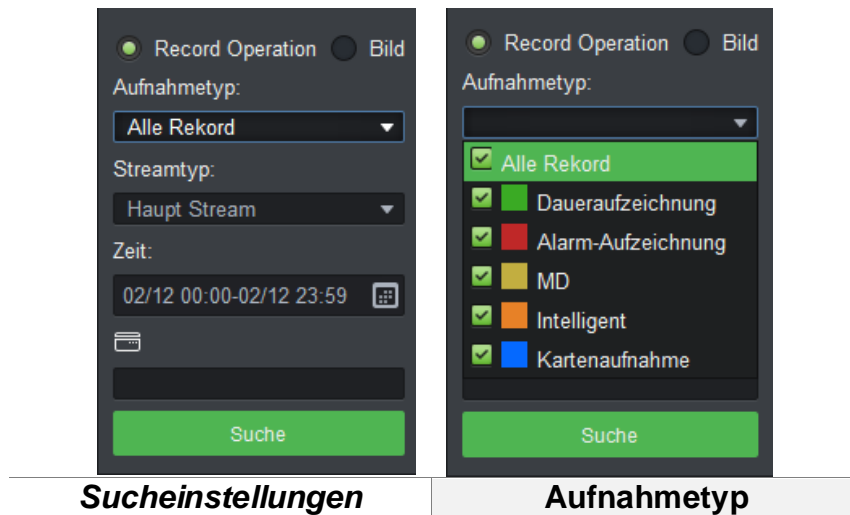 Record Operation Bild
Aufnahmetyp:
Alle Rekord
Streamtyp:
Haupt Stream
Zeit:
02/12 00:00-02/12 23:59
Suche
Sucheinstellungen
Record Operation Bild
Aufnahmetyp:
Alle Rekord
Daueraufzeichnung
Alarm-Aufzeichnung
MD
Intelligent
Kartenaufnahme
Suche
Aufnahmetyp